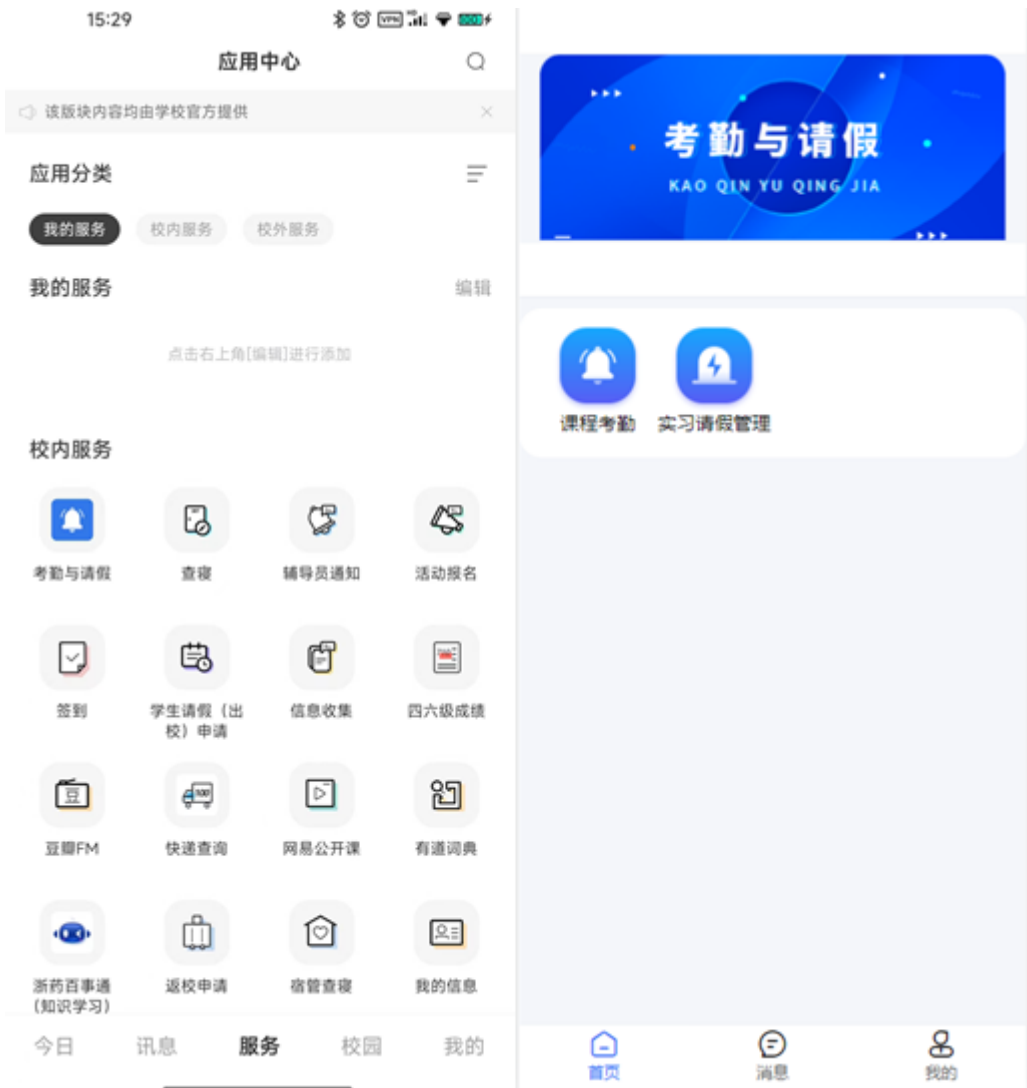 15:29
VPN
应用中心
该版块内容均由学校官方提供
应用分类
我的服务 校内服务 校外服务
我的服务 编辑
点击右上角[编辑]进行添加
校内服务
考勤与请假 查寝 辅导员通知 活动报名
签到 学生请假（出校）申请 信息收集 四六级成绩
豆瓣FM 快递查询 网易公开课 有道词典
浙药百事通（知识学习） 返校申请 宿管查寝 我的信息
今日 讯息 服务 校园 我的
考勤与请假
KAO QIN YU QING JIA
课程考勤 实习请假管理
首页 消息 我的